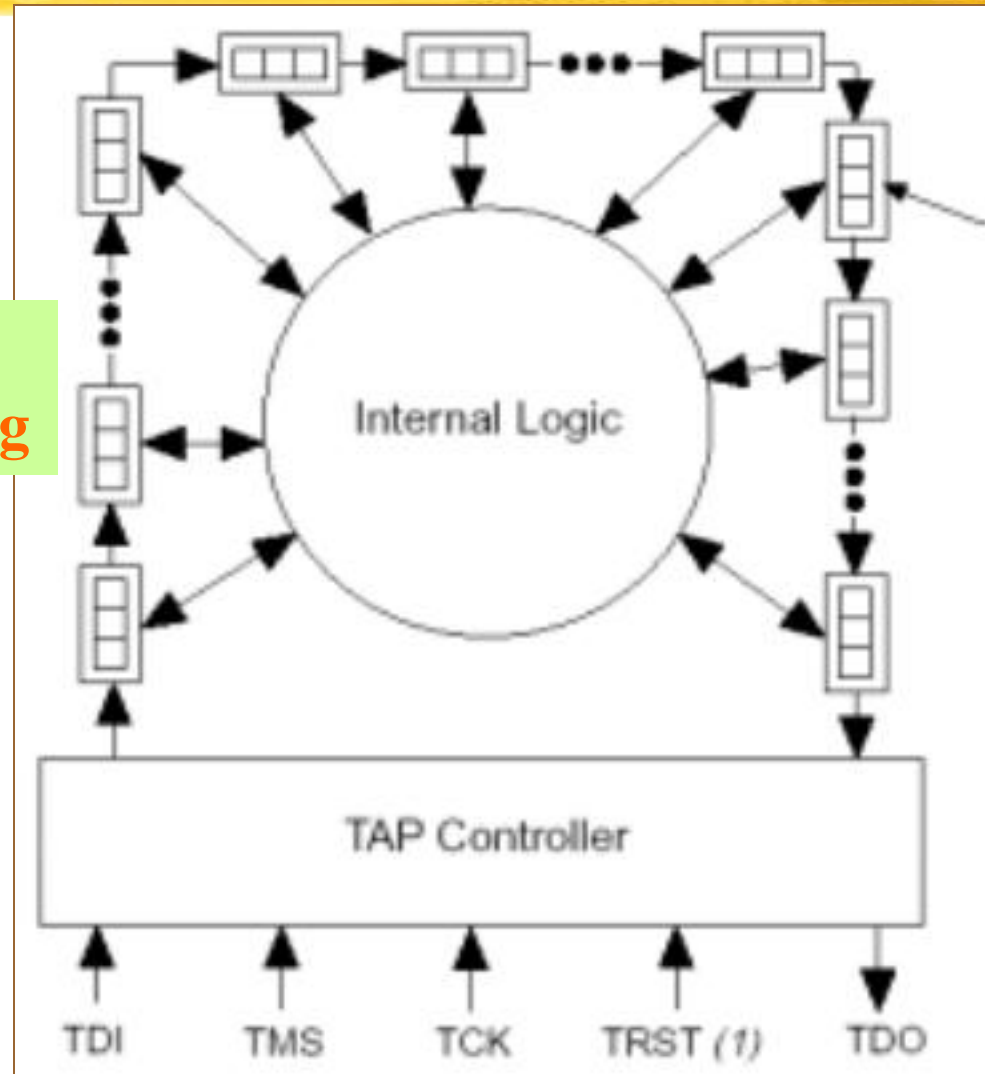 g
Internal Logic
TAP Controller
TDI TMS TCK TRST (1) TDO